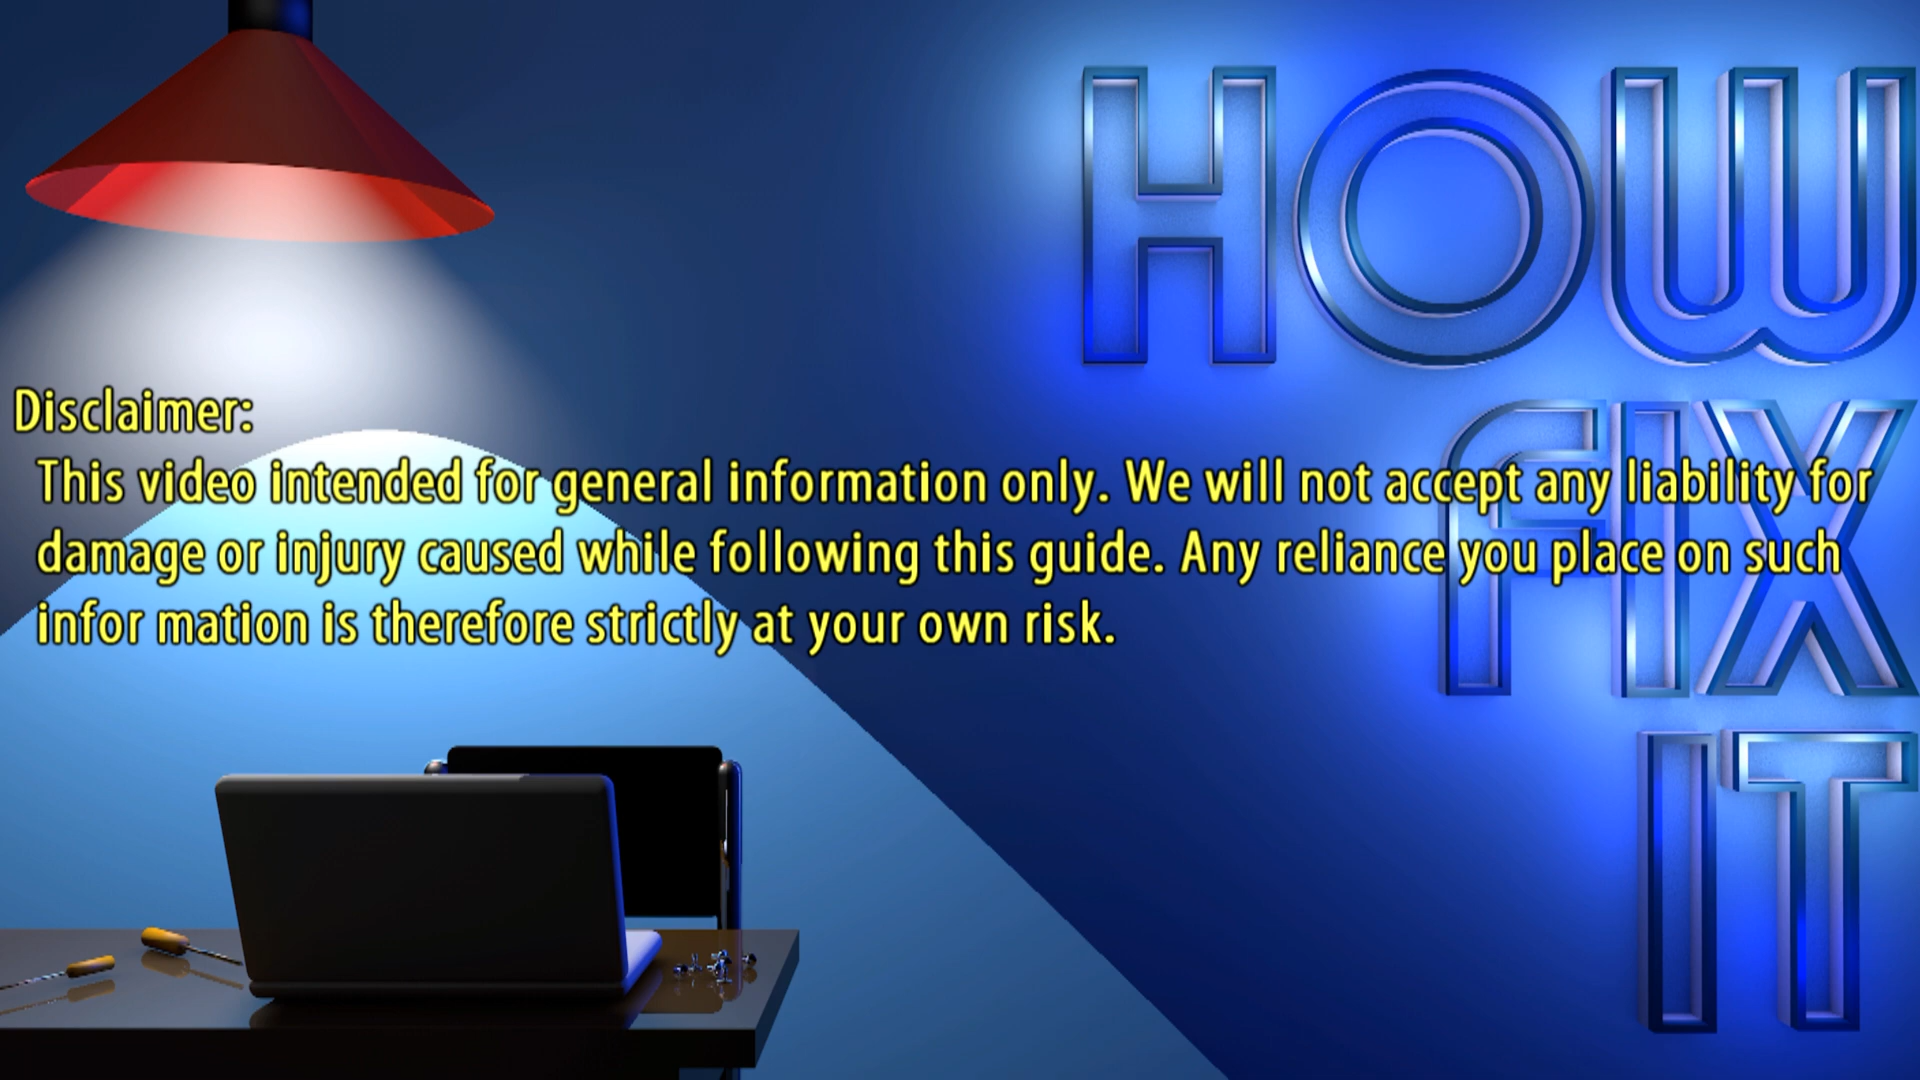 HOW
FIX
IT
Disclaimer:
This video intended for general information only. We will not accept any liability for
damage or injury caused while following this guide. Any reliance you place on such
infor mation is therefore strictly at your own risk.